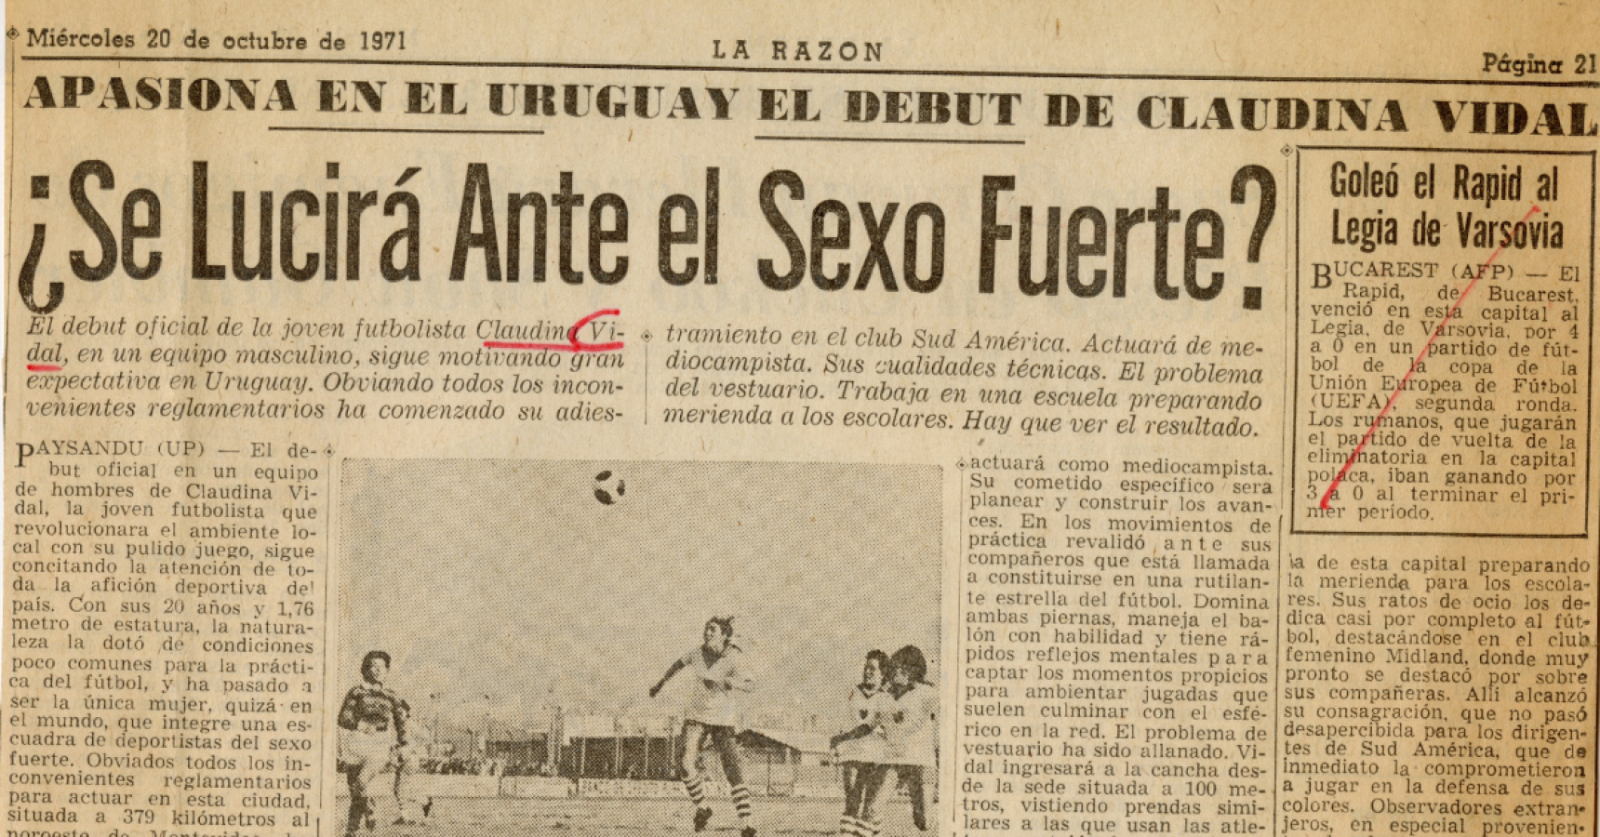 Miércoles 20 de octubre de 1971
LA RAZON
Página 21
APASIONA EN EL URUGUAY EL DEBUT DE CLAUDINA VIDAL
¿Se Lucirá Ante el Sexo Fuerte?
El debut oficial de la joven futbolista Claudina Vi-
dal, en un equipo masculino, sigue motivando gran
expectativa en Uruguay. Obviando todos los incon-
venientes reglamentarios ha comenzado su adies-
tramiento en el club Sud América. Actuará de me-
diocampista. Sus cualidades técnicas. El problema
del vestuario. Trabaja en una escuela preparando
merienda a los escolares. Hay que ver el resultado.
PAYSANDU (UP) — El de-
but oficial en un equipo
de hombres de Claudina Vi-
dal, la joven futbolista que
revolucionara el ambiente lo-
cal con su pulido juego, sigue
concitando la atención de to-
da la afición deportiva del
país. Con sus 20 años y 1,76
metro de estatura, la natura-
leza la dotó de condiciones
poco comunes para la prácti-
ca del fútbol, y ha pasado a
ser la única mujer, quizá en
el mundo, que integre una es-
cuadra de deportistas del sexo
fuerte. Obviados todos los in-
convenientes reglamentarios
para actuar en esta ciudad,
situada a 379 kilómetros al
noroeste de Montevideo,
actuará como mediocampista.
Su cometido específico será
planear y construir los avan-
ces. En los movimientos de
práctica revalidó ante sus
compañeros que está llamada
a constituirse en una rutilan-
te estrella del fútbol. Domina
ambas piernas, maneja el ba-
lón con habilidad y tiene rá-
pidos reflejos mentales para
captar los momentos propicios
para ambientar jugadas que
suelen culminar con el esfé-
rico en la red. El problema de
vestuario ha sido allanado. Vi-
dal ingresará a la cancha des-
de la sede situada a 100 me-
tros, vistiendo prendas simi-
lares a las que usan las atle-
Goleó el Rapid al
Legia de Varsovia
BUCAREST (AFP) — El
Rapid, de Bucarest,
venció en esta capital al
Legia, de Varsovia, por 4
a 0 en un partido de fút-
bol de la copa de la
Unión Europea de Fútbol
(UEFA), segunda ronda.
Los rumanos, que jugarán
el partido de vuelta de la
eliminatoria en la capital
polaca, iban ganando por
3 a 0 al terminar el pri-
mer período.
la de esta capital preparando
la merienda para los escola-
res. Sus ratos de ocio los de-
dica casi por completo al fút-
bol, destacándose en el club
femenino Midland, donde muy
pronto se destacó por sobre
sus compañeras. Allí alcanzó
su consagración, que no pasó
desapercibida para los dirigen-
tes de Sud América, que de
inmediato la comprometieron
a jugar en la defensa de sus
colores. Observadores extran-
jeros, en especial provenien-